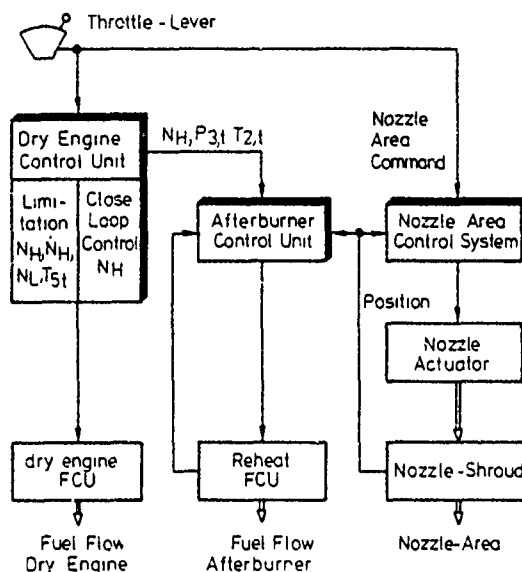 Throttle - Lever
Dry Engine
Control Unit
Limi-
tation
NH, ṄH,
NL, T5t
Close
Loop
Control
NH
NH, P3,t T2,t
Nozzle
Area
Command
Afterburner
Control Unit
Nozzle Area
Control System
Position
Nozzle
Actuator
dry engine
FCU
Reheat
FCU
Nozzle-Shroud
Fuel Flow
Dry Engine
Fuel Flow
Afterburner
Nozzle-Area